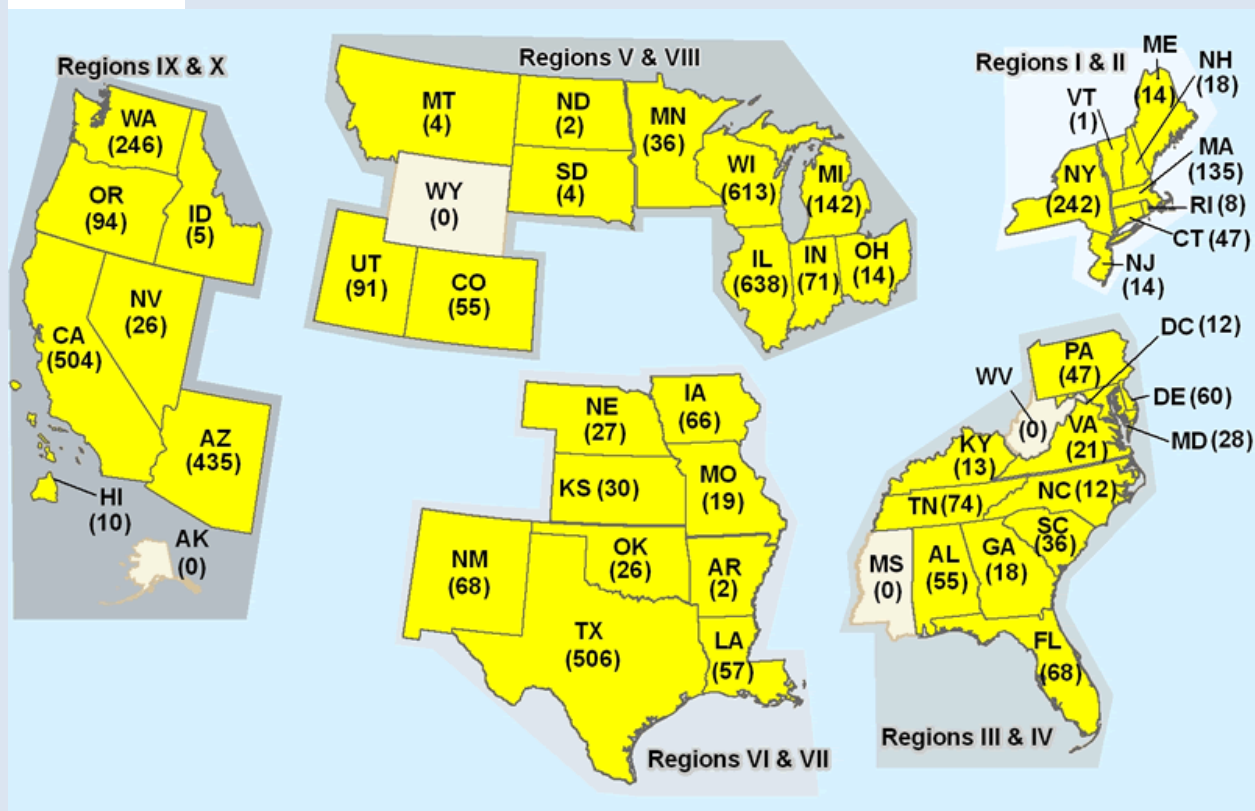 Regions IX & X
WA
(246)
OR
(94)
ID
(5)
NV
(26)
CA
(504)
AZ
(435)
HI
(10)
AK
(0)
Regions V & VIII
MT
(4)
ND
(2)
MN
(36)
WY
(0)
SD
(4)
WI
(613)
MI
(142)
UT
(91)
CO
(55)
IL
(638)
IN
(71)
OH
(14)
Regions I & II
ME
(14)
NH
(18)
VT
(1)
MA
(135)
NY
(242)
RI (8)
CT (47)
NJ
(14)
NE
(27)
IA
(66)
KS (30)
MO
(19)
NM
(68)
OK
(26)
AR
(2)
TX
(506)
LA
(57)
Regions VI & VII
DC (12)
PA
(47)
WV
(0)
DE (60)
MD (28)
VA
(21)
KY
(13)
TN (74)
NC (12)
SC
(36)
MS
(0)
AL
(55)
GA
(18)
FL
(68)
Regions III & IV